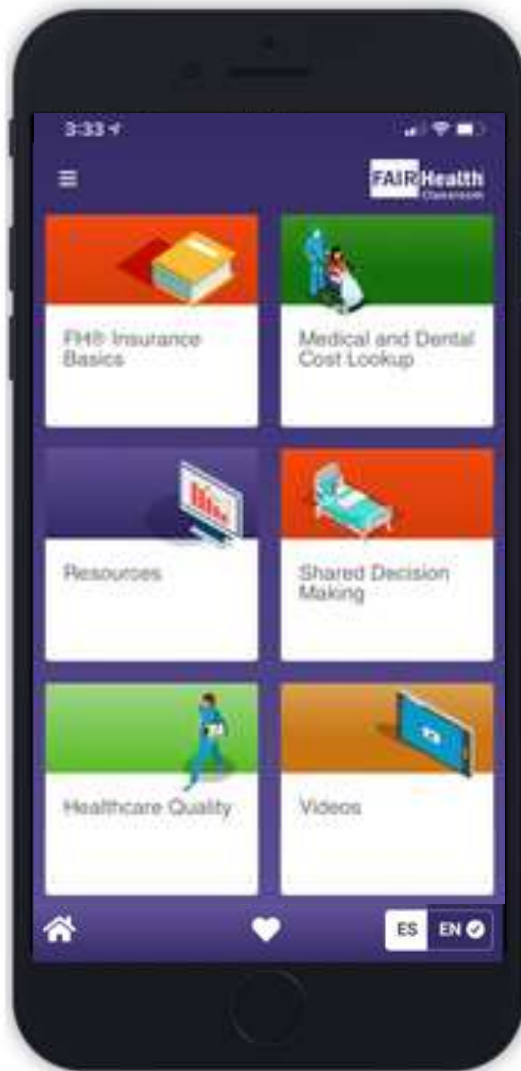 3:33
FAIR Health
FH® Insurance
Basics
Medical and Dental
Cost Lookup
Resources
Shared Decision
Making
Healthcare Quality
Videos
ES EN